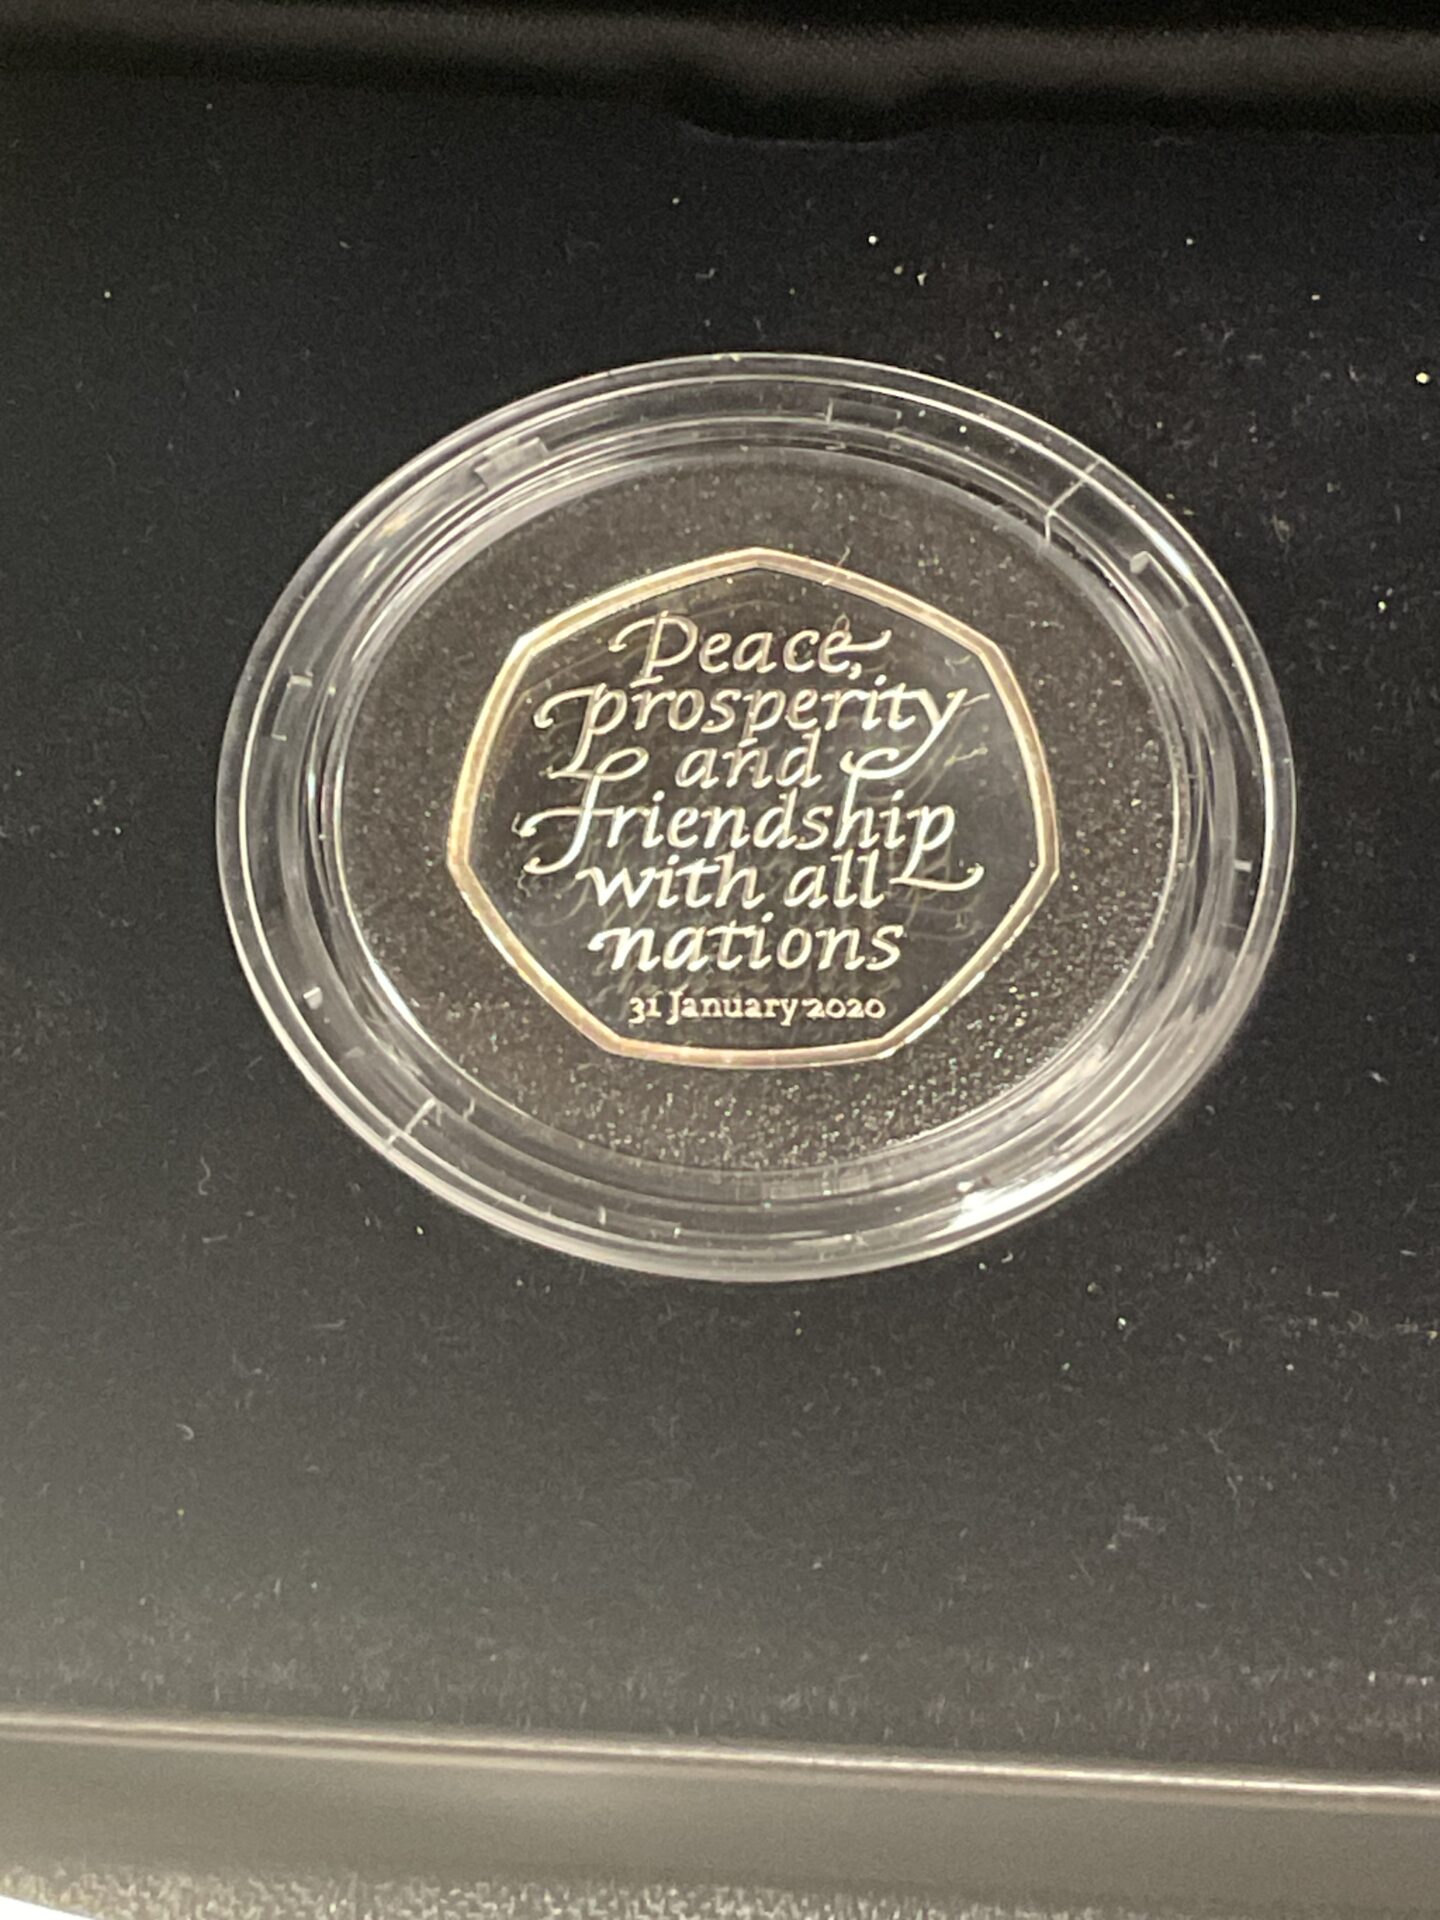 Peace,
prosperity
and
friendship
with all
nations
31 January 2020